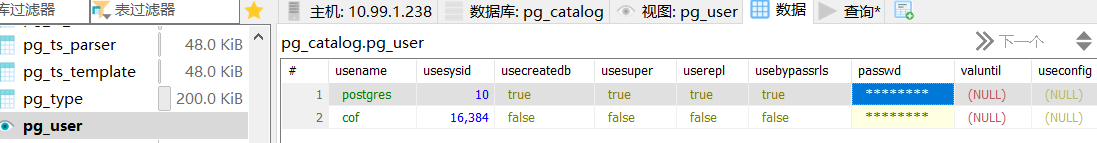 库过滤器 表过滤器
主机: 10.99.1.238 数据库: pg_catalog 视图: pg_user 数据 查询*
pg_ts_parser 48.0 KiB
pg_ts_template 48.0 KiB
pg_type 200.0 KiB
pg_user
pg_catalog.pg_user 下一个
# usename usesysid usecreatedb usesuper userepl usebypassrls passwd valuntil useconfig
1 postgres 10 true true true true ******** (NULL) (NULL)
2 cof 16,384 false false false false ******** (NULL) (NULL)